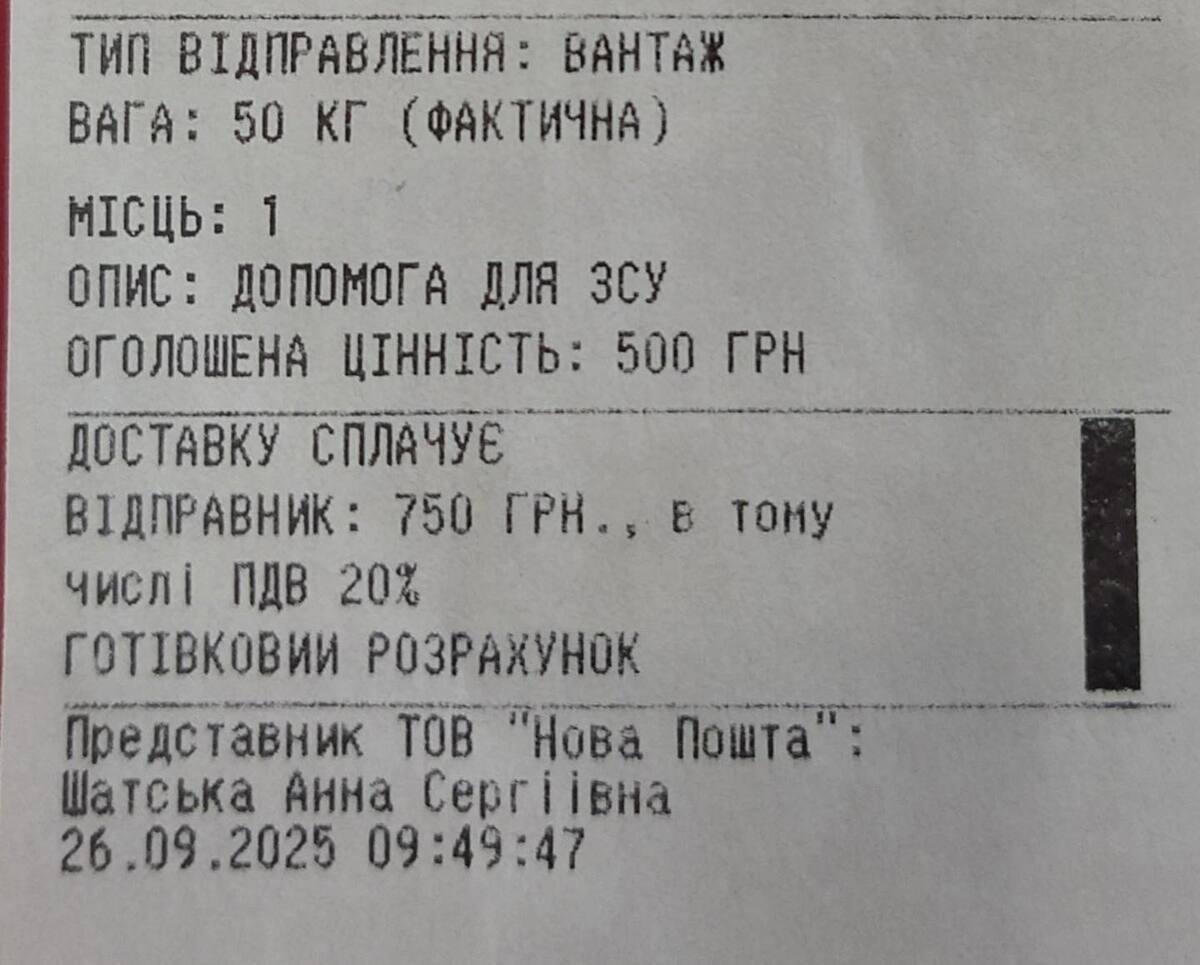 ТИП ВІДПРАВЛЕННЯ: ВАНТАЖ
ВАГА: 50 КГ (ФАКТИЧНА)
МІСЦЬ: 1
ОПИС: ДОПОМОГА ДЛЯ ЗСУ
ОГОЛОШЕНА ЦІННІСТЬ: 500 ГРН
ДОСТАВКУ СПЛАЧУЄ
ВІДПРАВНИК: 750 ГРН., в тому
числі ПДВ 20%
ГОТІВКОВИЙ РОЗРАХУНОК
Представник ТОВ "Нова Пошта":
Шатська Анна Сергіївна
26.09.2025 09:49:47